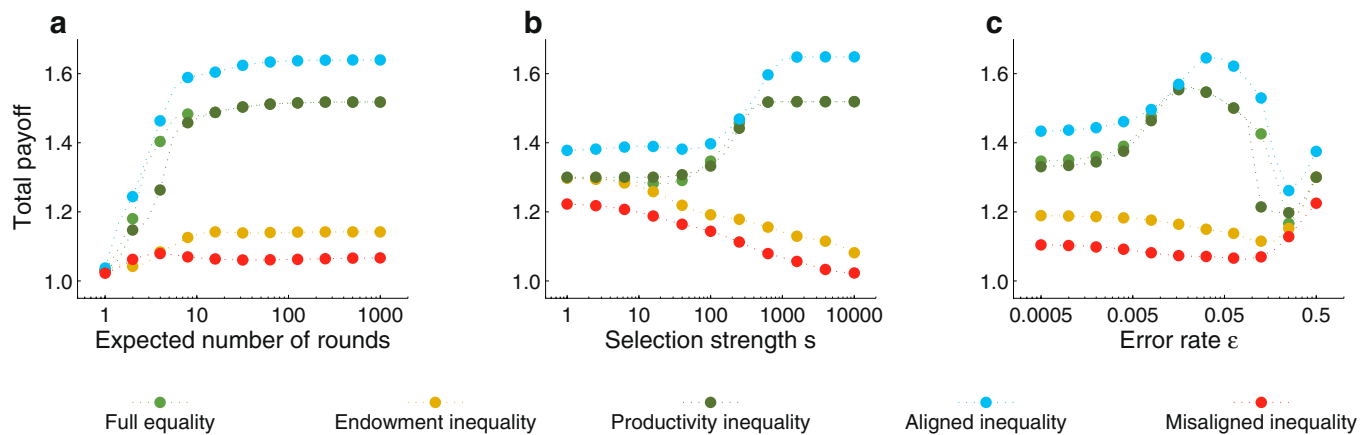 a
b
c
Total payoff
1.6
1.4
1.2
1.0
1 10 100 1000
Expected number of rounds
1.6
1.4
1.2
1.0
1 10 100 1000 10000
Selection strength s
1.6
1.4
1.2
1.0
0.0005 0.005 0.05 0.5
Error rate ε
Full equality
Endowment inequality
Productivity inequality
Aligned inequality
Misaligned inequality